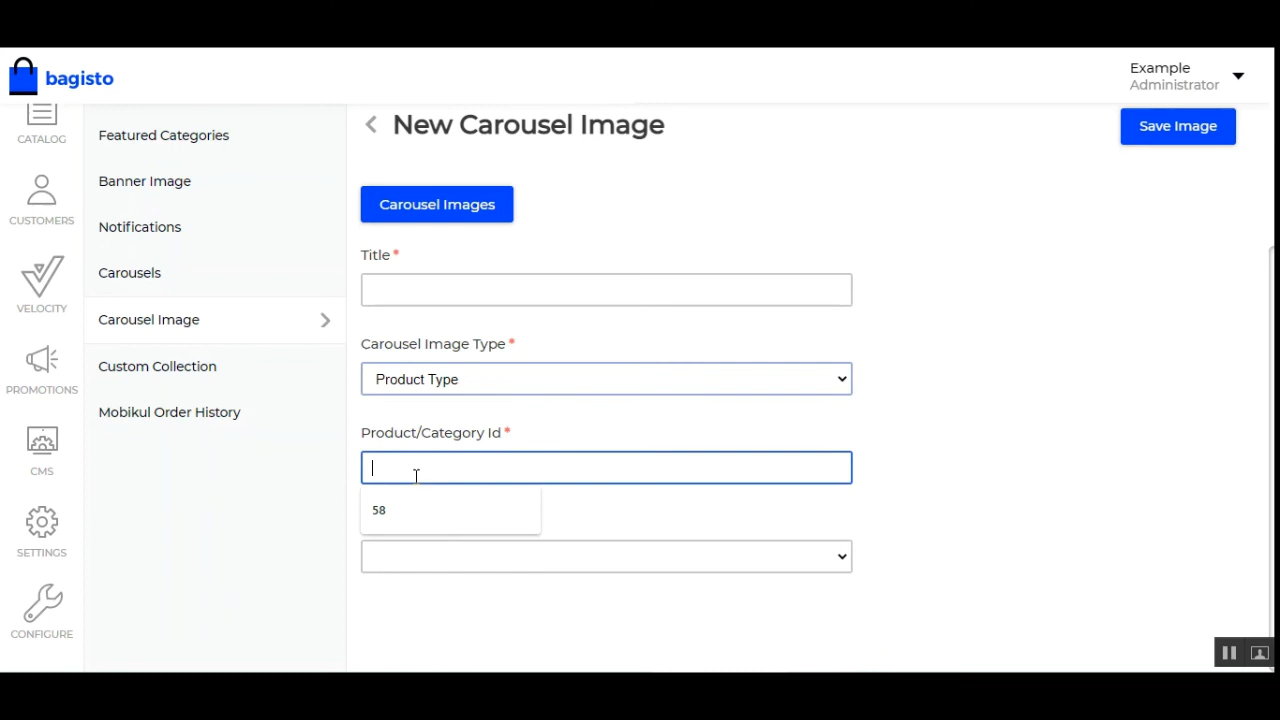 bagisto
Example
Administrator
CATALOG
CUSTOMERS
VELOCITY
PROMOTIONS
CMS
SETTINGS
CONFIGURE
Featured Categories
Banner Image
Notifications
Carousels
Carousel Image
Custom Collection
Mobikul Order History
New Carousel Image
Save Image
Carousel Images
Title *
Carousel Image Type *
Product Type
Product/Category Id *
58